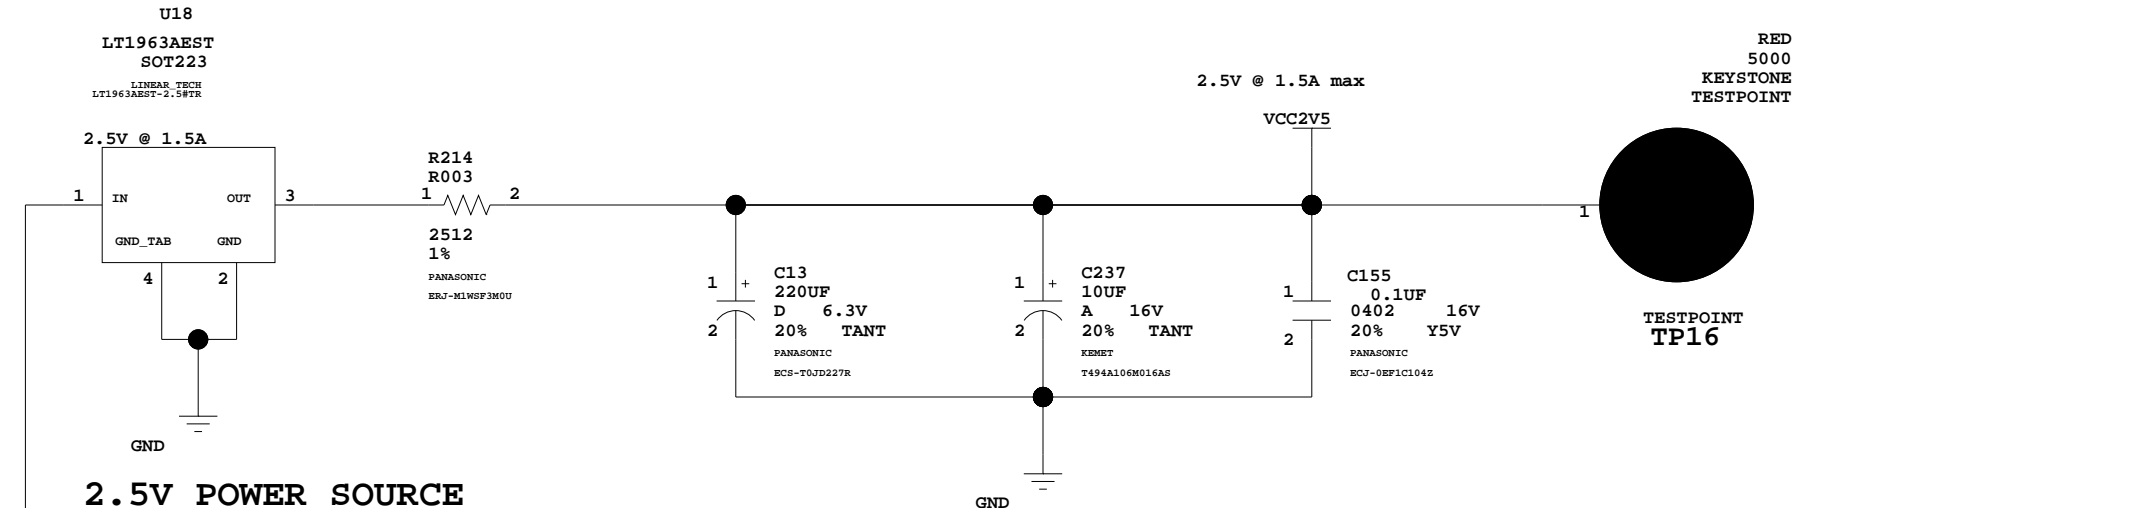 U18
LT1963AEST
SOT223
LINEAR_TECH
LT1963AEST-2.5#TR
2.5V @ 1.5A
1
IN
OUT
3
GND_TAB
GND
4
2
GND
2.5V POWER SOURCE
R214
R003
1
2
2512
1%
PANASONIC
ERJ-M1WSF3M0U
1
+
C13
220UF
D 6.3V
2
20% TANT
PANASONIC
ECS-T0JD227R
1
+
C237
10UF
A 16V
2
20% TANT
KEMET
T494A106M016AS
GND
2.5V @ 1.5A max
VCC2V5
1
C155
0.1UF
0402 16V
2
20% Y5V
PANASONIC
ECJ-0EF1C104Z
RED
5000
KEYSTONE
TESTPOINT
1
TESTPOINT
TP16